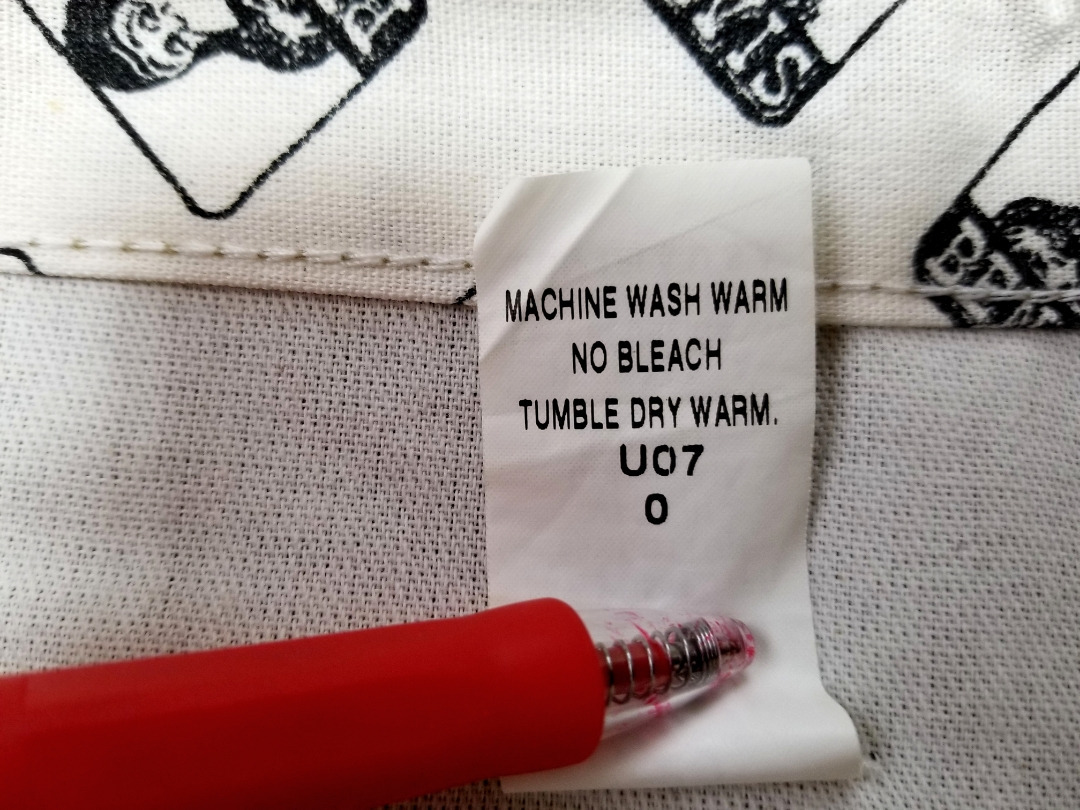 MACHINE WASH WARM
NO BLEACH
TUMBLE DRY WARM.
U07
0